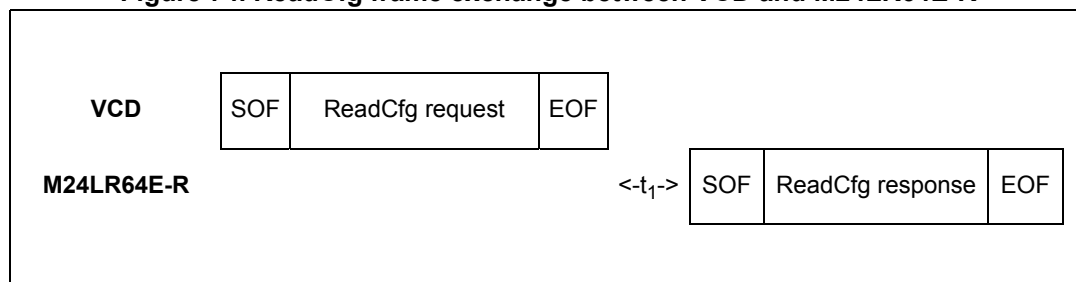 VCD SOF ReadCfg request EOF
M24LR64E-R <-t1-> SOF ReadCfg response EOF